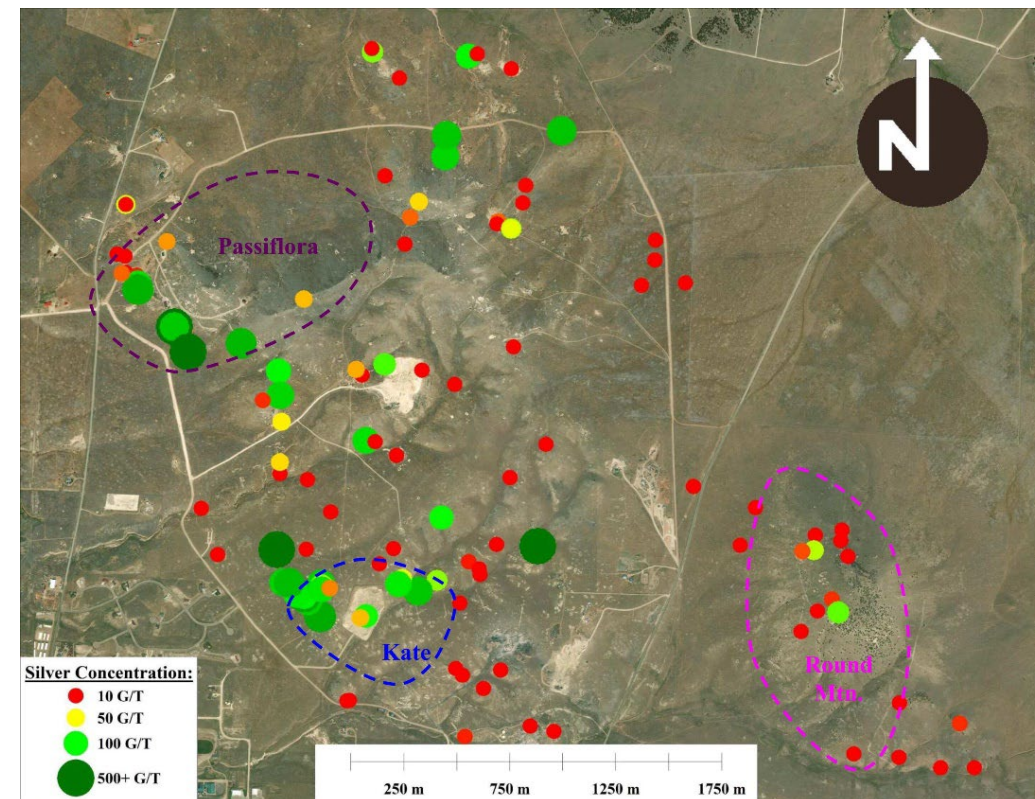 N
Passiflora
Kate
Round
Mtn.
Silver Concentration:
10 G/T
50 G/T
100 G/T
500+ G/T
250 m 750 m 1250 m 1750 m